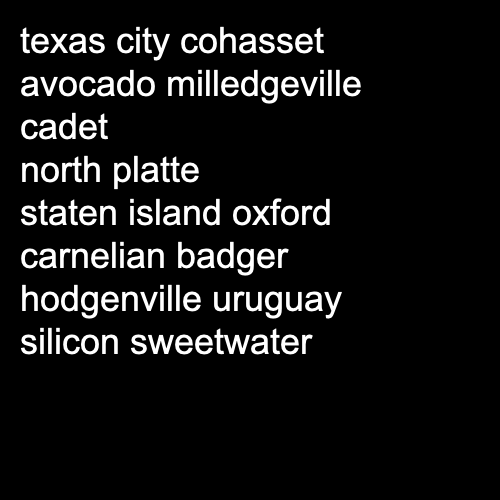 texas city cohasset
avocado milledgeville
cadet
north platte
staten island oxford
carnelian badger
hodgenville uruguay
silicon sweetwater